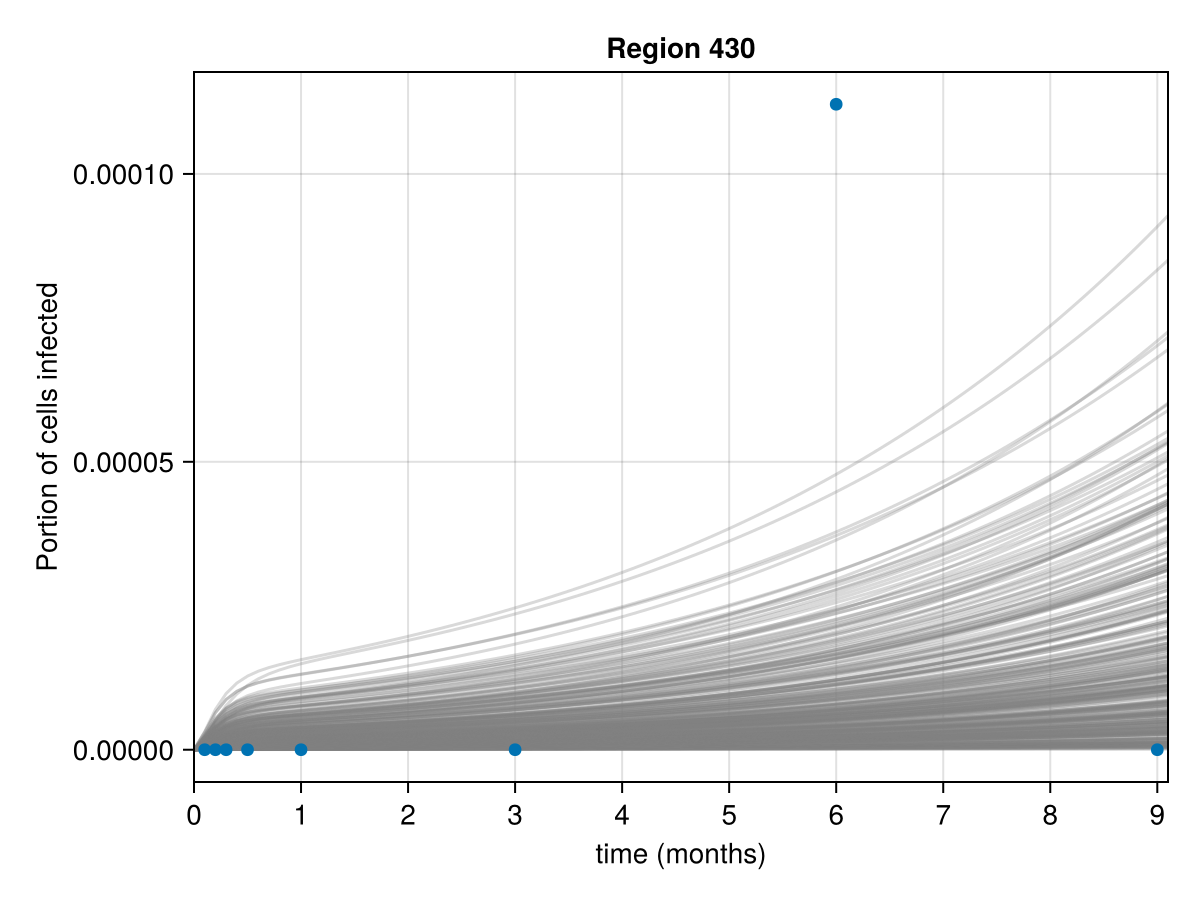 Region 430
Portion of cells infected
0.00010
0.00005
0.00000
0 1 2 3 4 5 6 7 8 9
time (months)